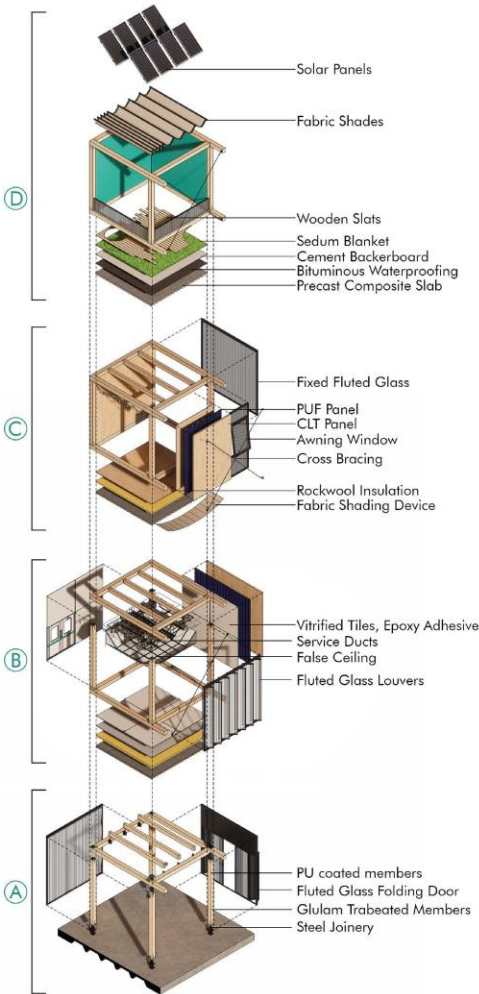 Solar Panels
Fabric Shades
D
Wooden Slats
Sedum Blanket
Cement Backerboard
Bituminous Waterproofing
Precast Composite Slab
Fixed Fluted Glass
C
PUF Panel
CLT Panel
Awning Window
Cross Bracing
Rockwool Insulation
Fabric Shading Device
Vitrified Tiles, Epoxy Adhesive
Service Ducts
B
False Ceiling
Fluted Glass Louvers
PU coated members
A
Fluted Glass Folding Door
Glulam Trabeated Members
Steel Joinery